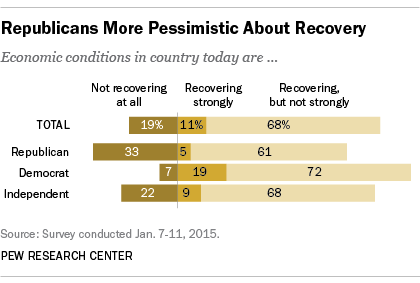 Republicans More Pessimistic About Recovery
Economic conditions in country today are ...
Not recovering at all
Recovering strongly
Recovering, but not strongly
TOTAL 19% 11% 68%
Republican 33 5 61
Democrat 7 19 72
Independent 22 9 68
Source: Survey conducted Jan. 7-11, 2015.
PEW RESEARCH CENTER